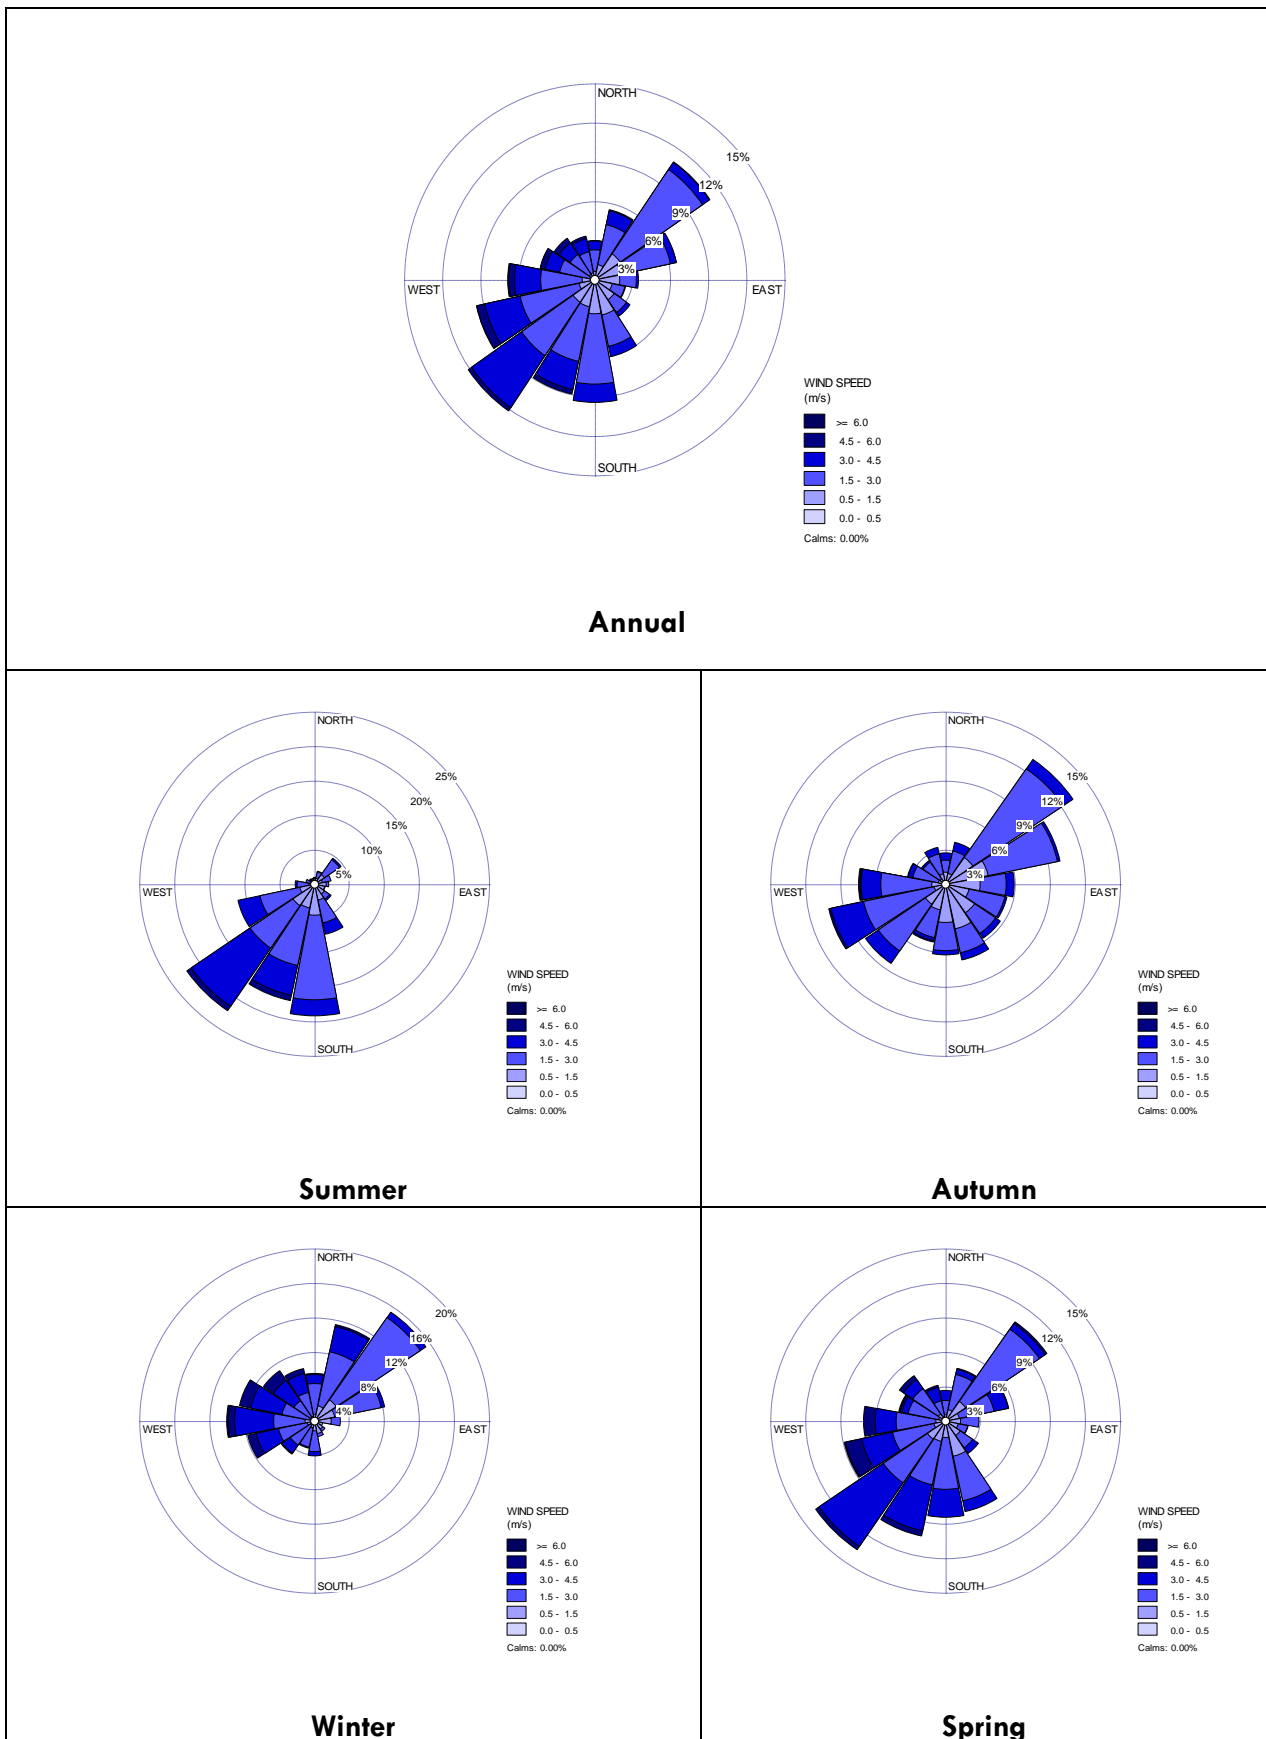 NORTH
15%
12%
9%
6%
3%
WEST
EAST
SOUTH
WIND SPEED
(m/s)
>= 6.0
4.5 - 6.0
3.0 - 4.5
1.5 - 3.0
0.5 - 1.5
0.0 - 0.5
Calms: 0.00%
Annual
NORTH
25%
20%
15%
10%
5%
WEST
EAST
SOUTH
WIND SPEED
(m/s)
>= 6.0
4.5 - 6.0
3.0 - 4.5
1.5 - 3.0
0.5 - 1.5
0.0 - 0.5
Calms: 0.00%
Summer
NORTH
15%
12%
9%
6%
3%
WEST
EAST
SOUTH
WIND SPEED
(m/s)
>= 6.0
4.5 - 6.0
3.0 - 4.5
1.5 - 3.0
0.5 - 1.5
0.0 - 0.5
Calms: 0.00%
Autumn
NORTH
20%
16%
12%
8%
4%
WEST
EAST
SOUTH
WIND SPEED
(m/s)
>= 6.0
4.5 - 6.0
3.0 - 4.5
1.5 - 3.0
0.5 - 1.5
0.0 - 0.5
Calms: 0.00%
Winter
NORTH
15%
12%
9%
6%
3%
WEST
EAST
SOUTH
WIND SPEED
(m/s)
>= 6.0
4.5 - 6.0
3.0 - 4.5
1.5 - 3.0
0.5 - 1.5
0.0 - 0.5
Calms: 0.00%
Spring